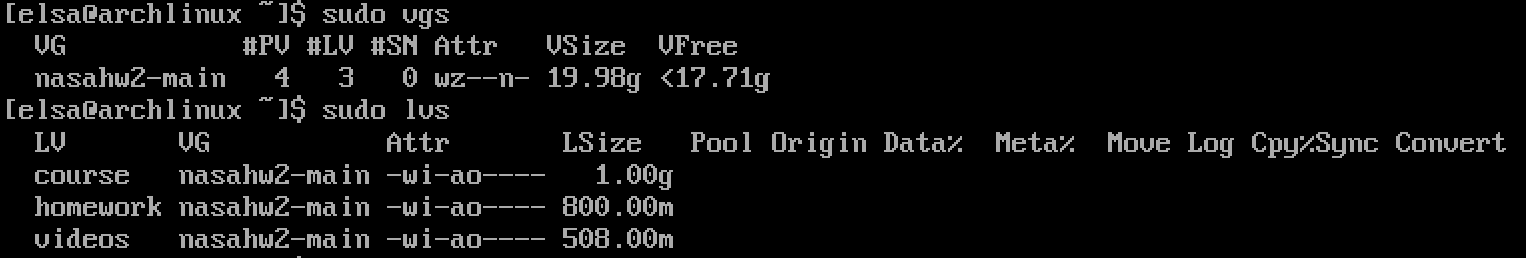 [elsa@archlinux ~]$ sudo vgs
  VG            #PV #LV #SN Attr   VSize  VFree
  nasahw2-main   4   3   0 wz--n- 19.98g <17.71g
[elsa@archlinux ~]$ sudo lvs
  LV       VG           Attr       LSize   Pool Origin Data%  Meta%  Move Log Cpy%Sync Convert
  course   nasahw2-main -wi-ao----   1.00g
  homework nasahw2-main -wi-ao---- 800.00m
  videos   nasahw2-main -wi-ao---- 508.00m